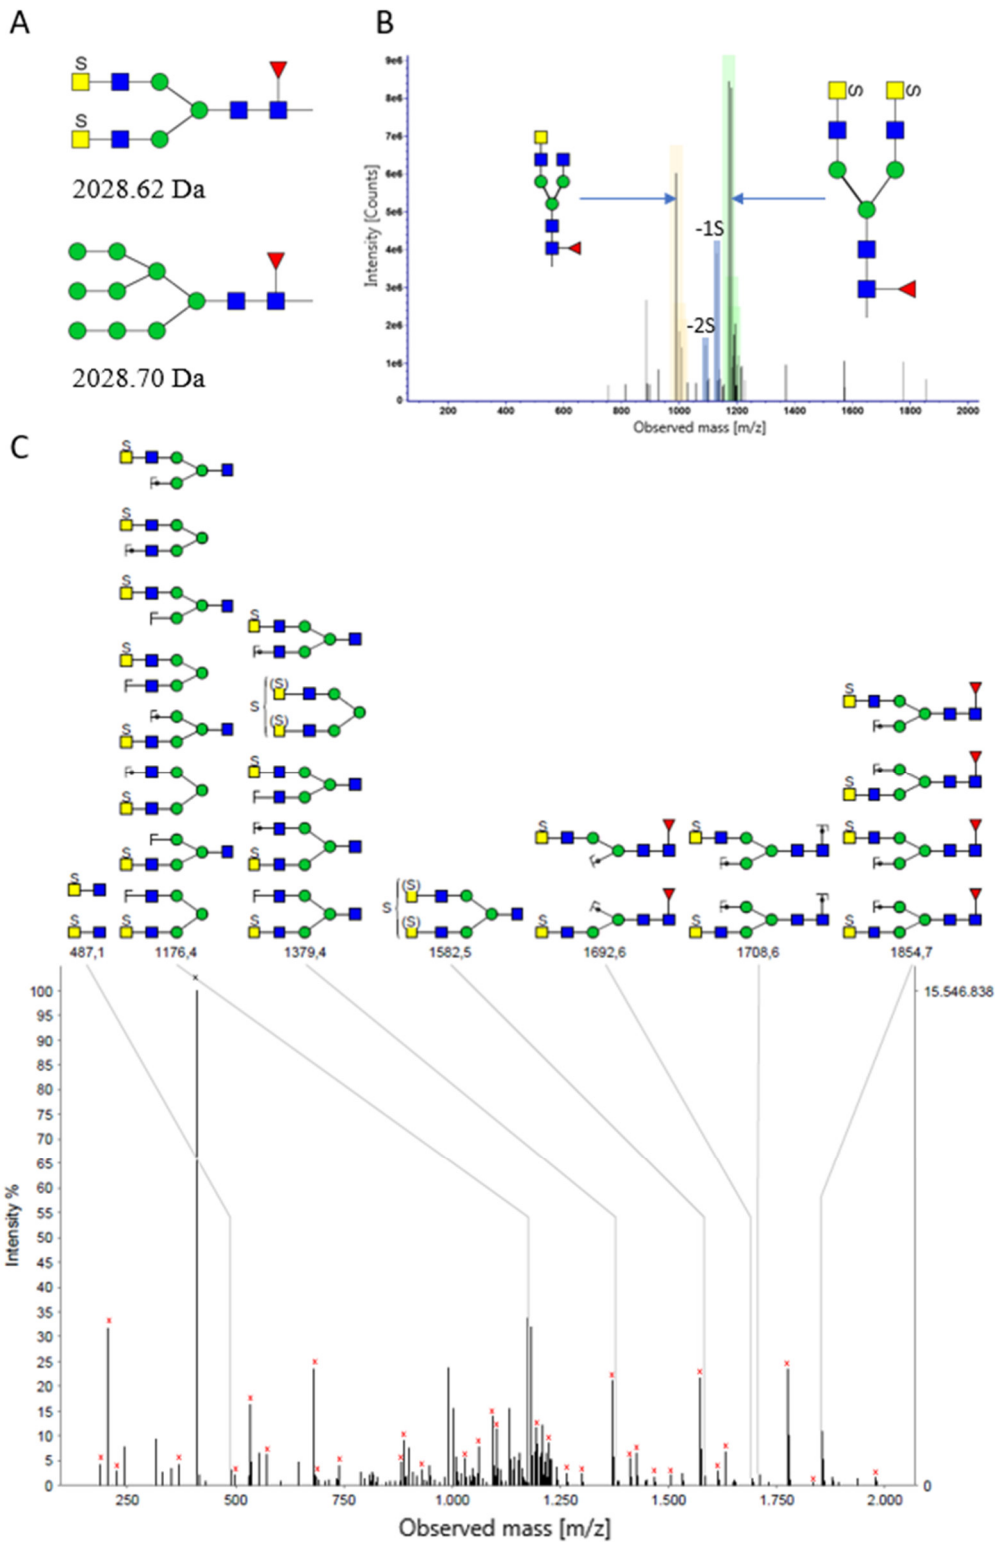 A
S
S
2028.62 Da
2028.70 Da
B
9e6
8e6
7e6
6e6
5e6
4e6
3e6
2e6
1e6
0
Intensity [Counts]
-1S
-2S
S
S
200 400 600 800 1000 1200 1400 1600 1800 2000
Observed mass [m/z]
C
S
S
S
S
S
S
S
S
S
S
S
(S)
S
(S)
S
S
S
(S)
S
(S)
S
S
S
S
S
S
S
S
487,1 1176,4 1379,4 1582,5 1692,6 1708,6 1854,7
15.546.838
100
95
90
85
80
75
70
65
60
55
50
45
40
35
30
25
20
15
10
5
0
0
Intensity %
250 500 750 1.000 1.250 1.500 1.750 2.000
Observed mass [m/z]